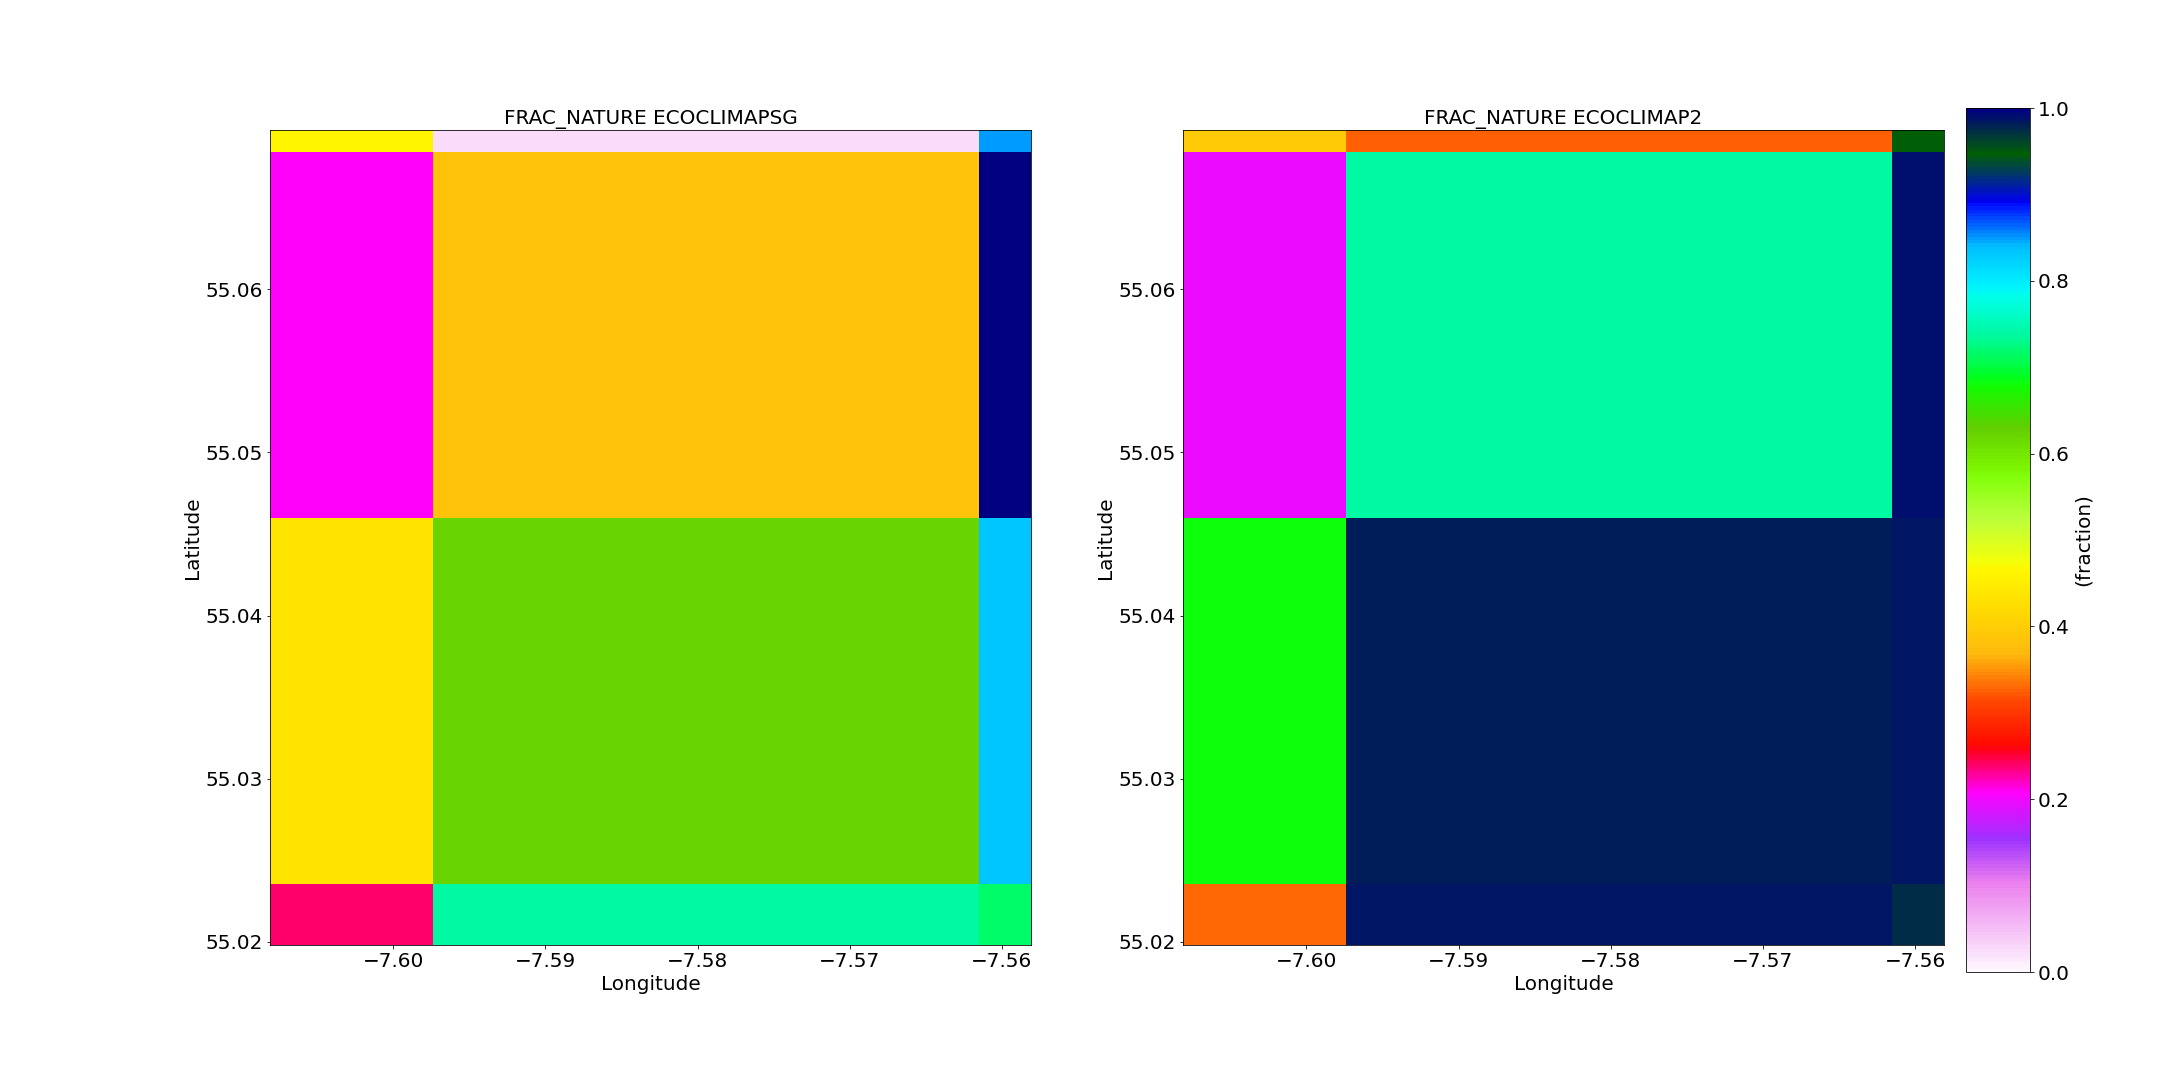 FRAC_NATURE ECOCLIMAPSG
55.06
55.05
55.04
55.03
55.02
Latitude
−7.60 −7.59 −7.58 −7.57 −7.56
Longitude
FRAC_NATURE ECOCLIMAP2
55.06
55.05
55.04
55.03
55.02
Latitude
−7.60 −7.59 −7.58 −7.57 −7.56
Longitude
1.0
0.8
0.6
0.4
0.2
0.0
(fraction)